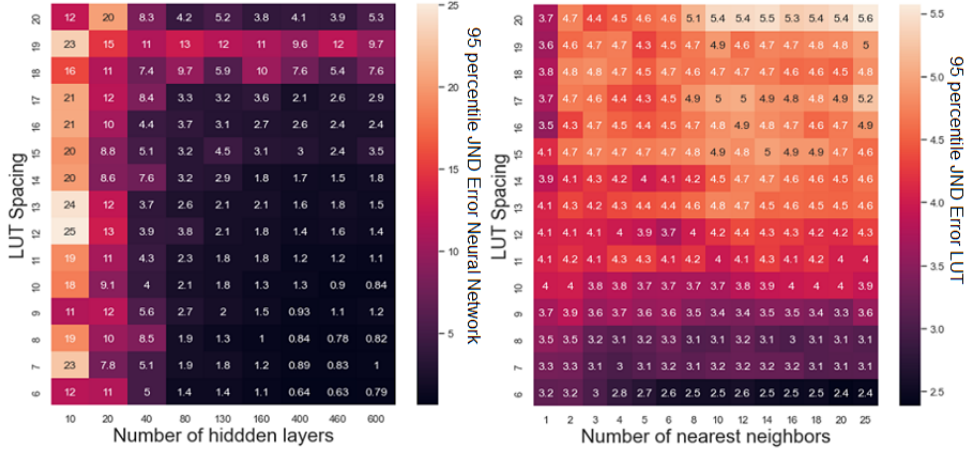 20
19
18
17
16
15
14
13
12
11
10
9
8
7
6
LUT Spacing
12 20 8.3 4.2 5.2 3.7 4.1 3.9 5.3
23 15 11 13 12 11 9.6 12 9.7
16 11 7.4 9.7 5.9 10 7.6 5.4 7.6
21 12 8.4 3.3 3.2 3.6 2.1 2.6 2.9
21 10 4.4 3.7 3.1 2.7 2.6 2.4 2.4
20 8.8 5.1 3.2 4.5 3.1 3 2.4 3.5
20 8.6 7.6 3.2 2.9 1.8 1.7 1.5 1.8
24 12 3.7 2.6 2.1 2.1 1.6 1.8 1.5
25 13 3.9 3.8 2.1 1.8 1.4 1.6 1.4
19 11 4.3 2.3 1.8 1.8 1.2 1.2 1.1
18 9.1 4 2.1 1.8 1.3 1.3 0.9 0.84
11 12 5.6 2.7 2 1.5 0.93 1.1 1.2
19 10 8.5 1.9 1.3 1 0.84 0.78 0.82
23 7.8 5.1 1.9 1.8 1.2 0.89 0.83 1
12 11 5 1.4 1.4 1.1 0.64 0.63 0.79
10 20 40 80 130 160 400 460 600
Number of hiddden layers
25
20
15
10
5
95 percentile JND Error Neural Network
20
19
18
17
16
15
14
13
12
11
10
9
8
7
6
LUT Spacing
3.7 4.7 4.4 4.5 4.6 4.6 5.1 5.4 5.4 5.4 5.5 5.4 5.4 5.6
3.6 4.6 4.7 4.7 4.3 4.5 4.7 4.9 4.6 4.7 4.7 4.8 4.8 5
3.8 4.8 4.8 4.7 4.7 4.6 4.7 4.7 4.7 4.7 4.6 4.8 4.5 4.8
3.7 4.7 4.6 4.4 4.3 4.5 4.9 5 5 4.9 4.9 4.8 4.9 5.2
3.5 4.3 4.7 4.5 4.4 4.5 4.7 4.8 4.9 4.8 4.7 4.6 4.7 4.9
4.1 4.7 4.7 4.7 4.8 4.7 4.7 4.9 4.8 5 4.9 4.9 4.7 4.8
3.9 4.1 4.3 4.2 4 4.1 4.2 4.6 4.7 4.7 4.6 4.5 4.6 4.5
4.1 4.4 4.3 4.2 4.3 4.4 4.6 4.8 4.7 4.5 4.6 4.5 4.5 4.6
4.1 4.1 4.1 4 3.9 3.7 4 4.2 4.4 4.3 4.3 4.4 4.2 4.3
4.1 4.3 4.1 4.2 4.3 4.1 4.2 4 4.1 4.3 4.1 4.2 4 4
4 4 3.8 3.8 3.7 3.7 3.7 3.7 3.8 3.9 4 4 4 3.9
3.7 3.9 3.6 3.7 3.6 3.6 3.5 3.4 3.4 3.5 3.5 3.4 3.3 3.6
3.5 3.5 3.2 3.1 3.2 3.1 3 3.1 3.1 3.1 3.1 3.2 3.2 3.1
3.3 3.3 3.1 3 3.1 3.1 3 3.1 3 3.1 3 3 3.1 3.1
3.2 3.2 3 2.8 2.7 2.6 2.5 2.5 2.5 2.5 2.5 2.5 2.4 2.4
1 2 3 4 5 6 8 10 12 14 16 18 20 25
Number of nearest neighbors
5.5
5.0
4.5
4.0
3.5
3.0
2.5
95 percentile JND Error LUT